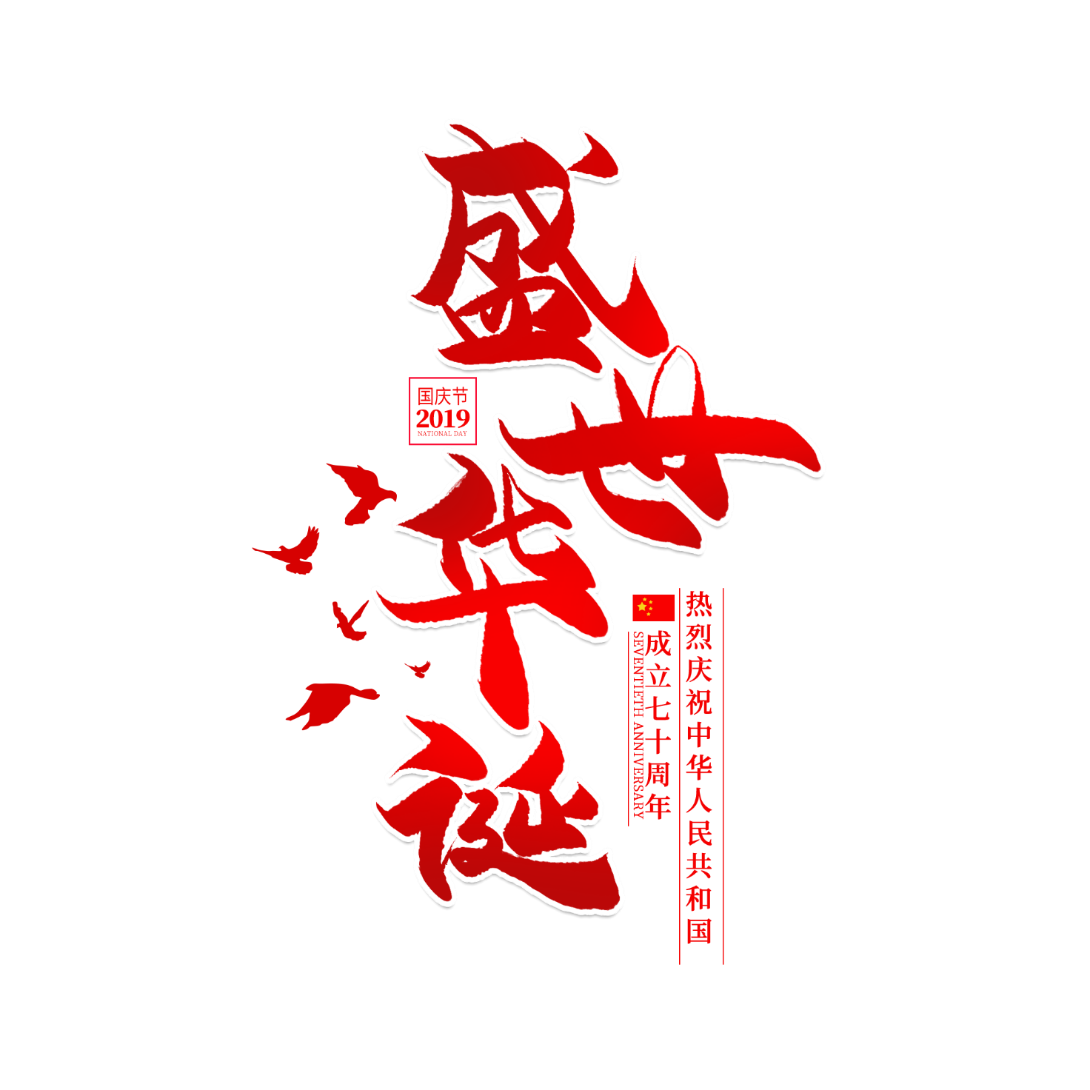 盛世华诞
国庆节
2019
NATIONAL DAY
热烈庆祝中华人民共和国
成立七十周年
SEVENTIETH ANNIVERSARY